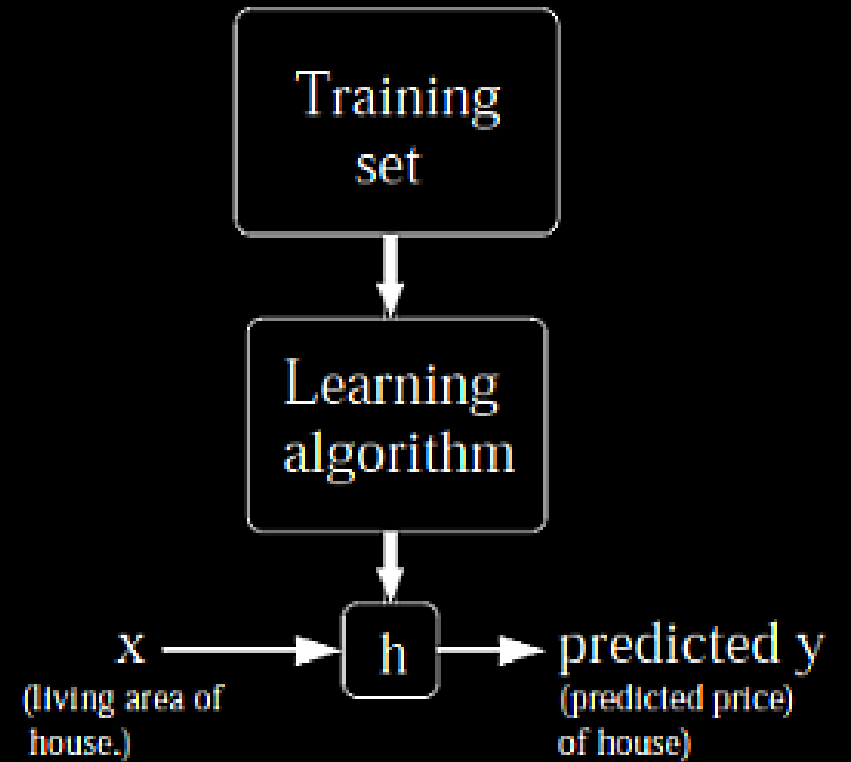 Training
set
Learning
algorithm
x
h
predicted y
(living area of
house.)
(predicted price)
of house)